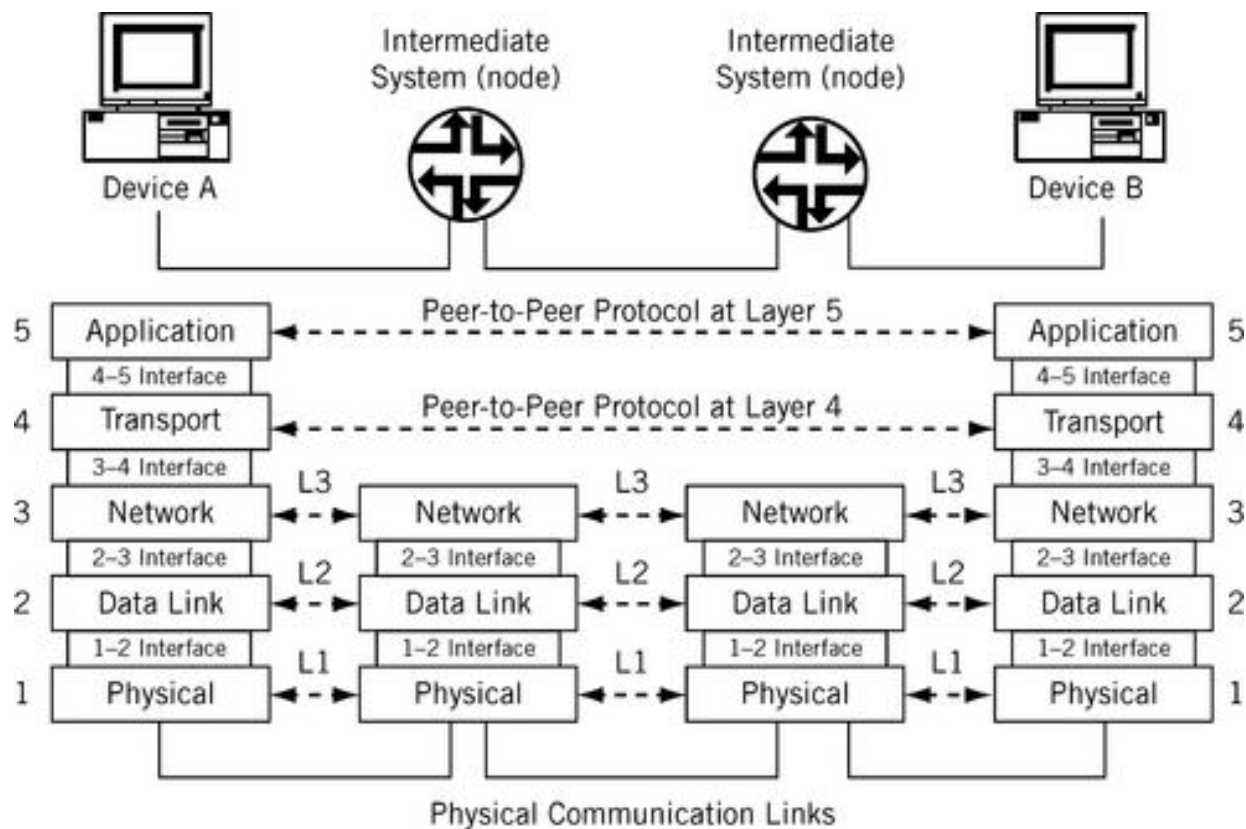 Intermediate
System (node)
Intermediate
System (node)
Device A
Device B
Peer-to-Peer Protocol at Layer 5
5 Application Application 5
4–5 Interface 4–5 Interface
Peer-to-Peer Protocol at Layer 4
4 Transport Transport 4
3–4 Interface 3–4 Interface
L3 L3 L3
3 Network Network Network Network 3
2–3 Interface 2–3 Interface 2–3 Interface 2–3 Interface
L2 L2 L2
2 Data Link Data Link Data Link Data Link 2
1–2 Interface 1–2 Interface 1–2 Interface 1–2 Interface
L1 L1 L1
1 Physical Physical Physical Physical 1
Physical Communication Links